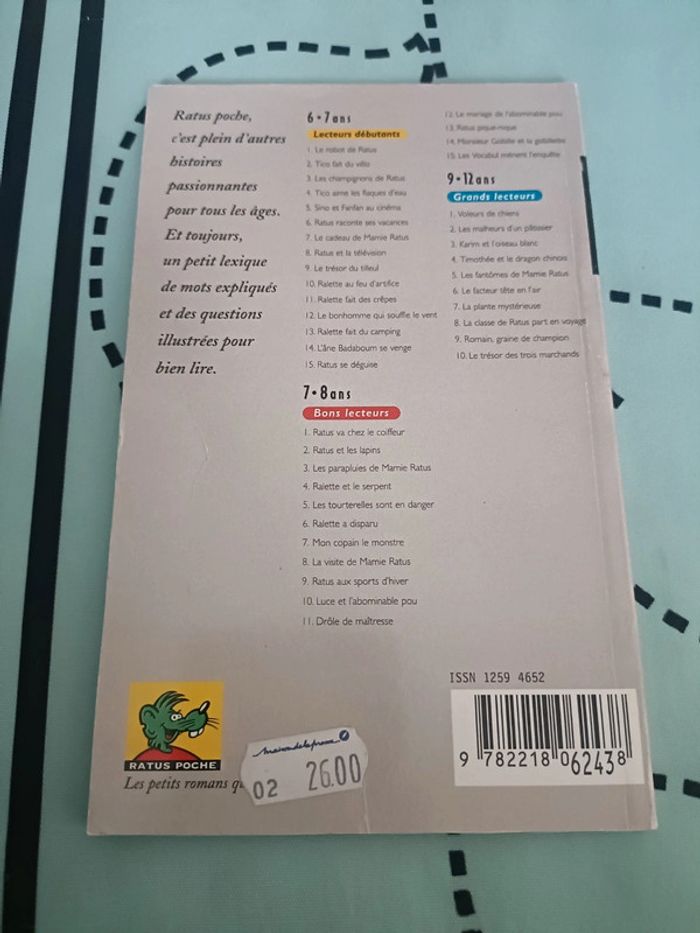 Ratus poche,
c'est plein d'autres
histoires
passionnantes
pour tous les âges.
Et toujours,
un petit lexique
de mots expliqués
et des questions
illustrées pour
bien lire.
6•7 ans
Lecteurs débutants
1. Le robot de Ratus
2. Tico fait du vélo
3. Les champignons de Ratus
4. Tico aime les flaques d'eau
5. Sino et Fanfan au cinéma
6. Ratus raconte ses vacances
7. Le cadeau de Mamie Ratus
8. Ratus et la télévision
9. Le trésor du tilleul
10. Ralette au feu d'artifice
11. Ralette fait des crêpes
12. Le bonhomme qui souffle le vent
13. Ralette fait du camping
14. L'âne Badaboum se venge
15. Ratus se déguise
7•8 ans
Bons lecteurs
1. Ratus va chez le coiffeur
2. Ratus et les lapins
3. Les parapluies de Mamie Ratus
4. Ralette et le serpent
5. Les tourterelles sont en danger
6. Ralette a disparu
7. Mon copain le monstre
8. La visite de Mamie Ratus
9. Ratus aux sports d'hiver
10. Luce et l'abominable pou
11. Drôle de maîtresse
12. Le mariage de l'abominable pou
13. Ratus pique-nique
14. Monsieur Gobille et la
15. Les Vocabul mènent l'enquête
9•12 ans
Grands lecteurs
1. Voleurs de chiens
2. Les malheurs d'un pâtissier
3. Karim et l'oiseau blanc
4. Timothée et le dragon chinois
5. Les fantômes de Mamie Ratus
6. Le facteur tête en l'air
7. La plante mystérieuse
8. La classe de Ratus part en voyage
9. Romain, graine de champion
10. Le trésor des trois marchands
RATUS POCHE
Les petits romans
maison de la presse
02 26.00
ISSN 1259 4652
9 782218 062438